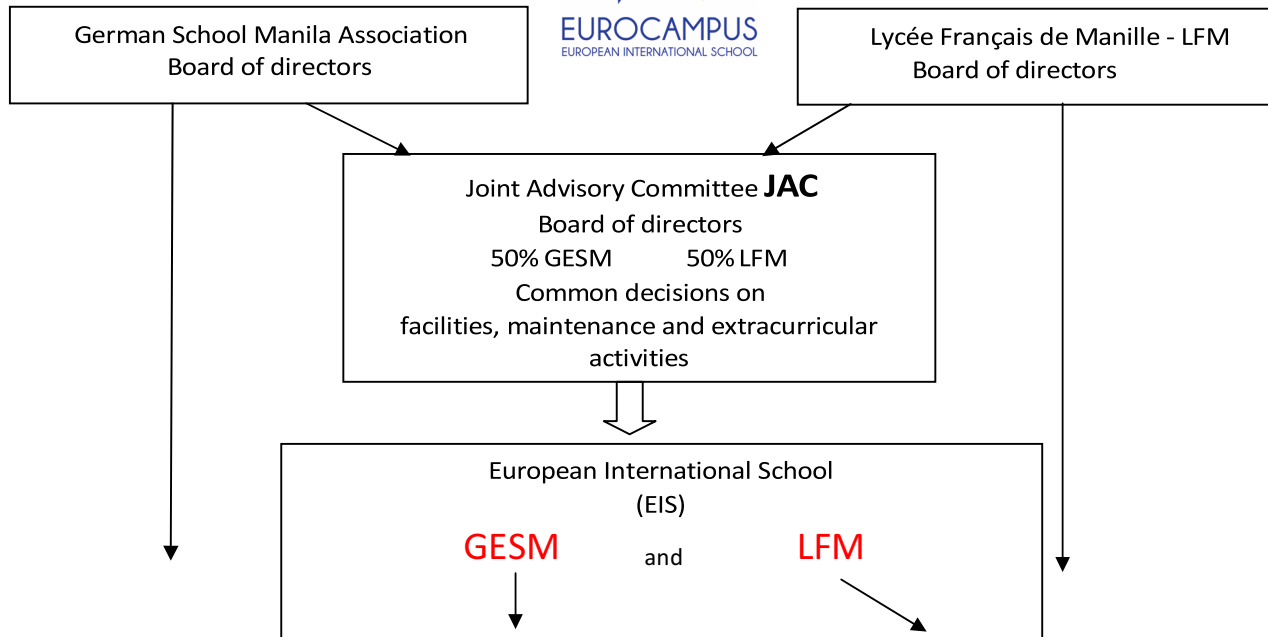 German School Manila Association
Board of directors
EUROCAMPUS
EUROPEAN INTERNATIONAL SCHOOL
Lycée Français de Manille - LFM
Board of directors
Joint Advisory Committee JAC
Board of directors
50% GESM 50% LFM
Common decisions on
facilities, maintenance and extracurricular
activities
European International School
(EIS)
GESM and LFM